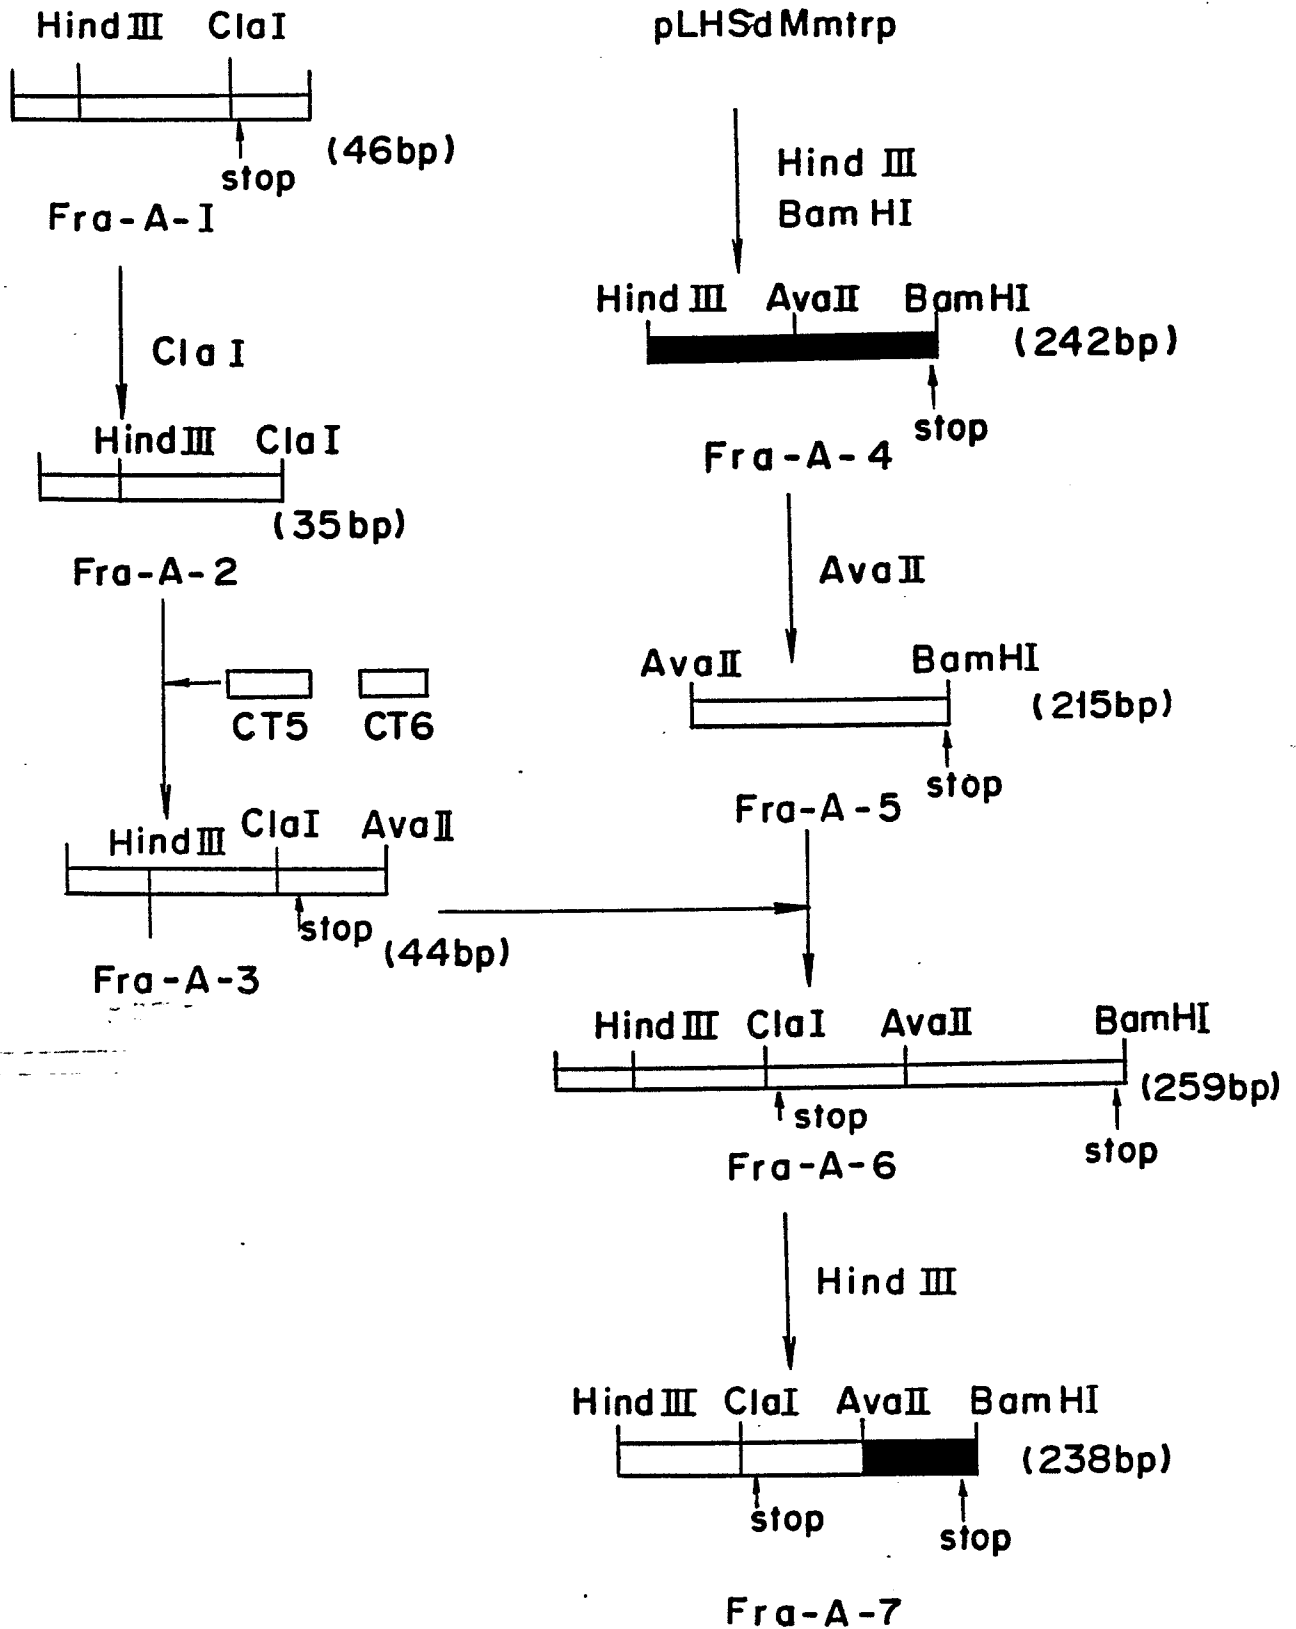 Hind III ClaI
stop
(46bp)
Fra-A-I
ClaI
Hind III ClaI
(35bp)
Fra-A-2
CT5 CT6
Hind III ClaI AvaII
stop
(44bp)
Fra-A-3
pLHSdMmtrp
Hind III
BamHI
Hind III AvaII BamHI
(242bp)
stop
Fra-A-4
AvaII
AvaII BamHI
(215bp)
stop
Fra-A-5
Hind III ClaI AvaII BamHI
(259bp)
stop
stop
Fra-A-6
Hind III
Hind III ClaI AvaII BamHI
(238bp)
stop
stop
Fra-A-7